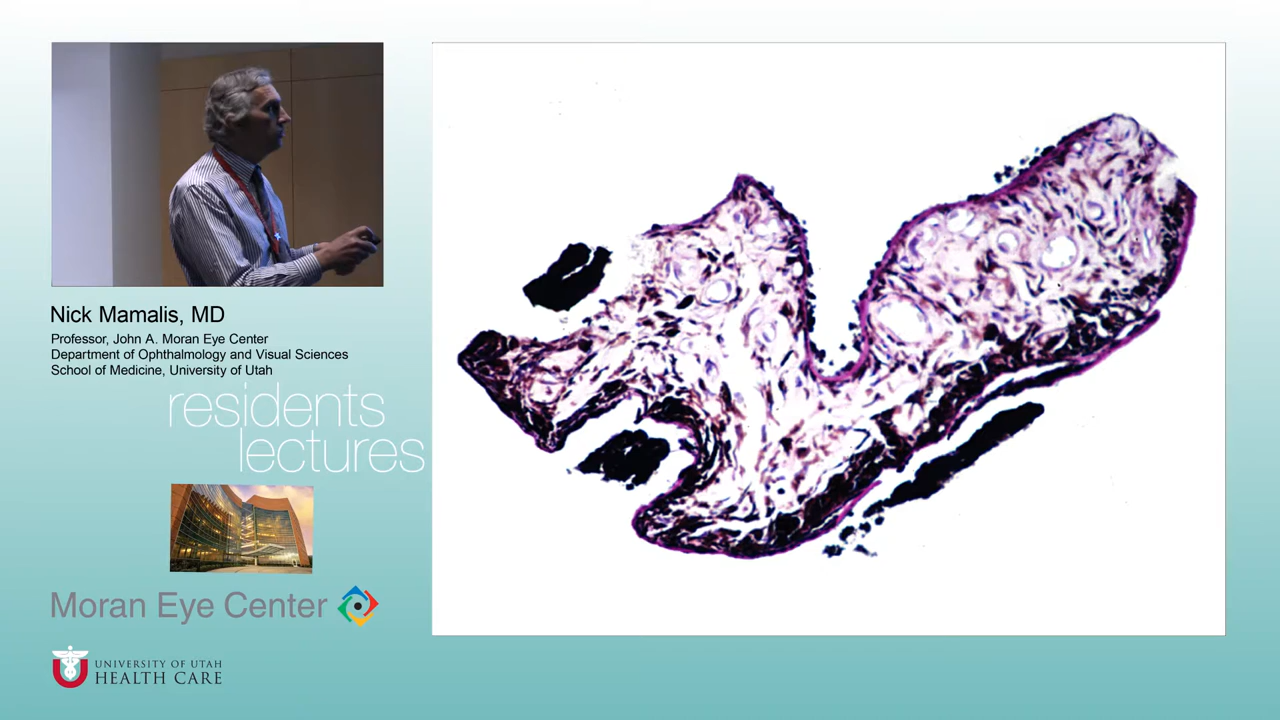 Nick Mamalis, MD
Professor, John A. Moran Eye Center
Department of Ophthalmology and Visual Sciences
School of Medicine, University of Utah
residents
lectures
Moran Eye Center
UNIVERSITY OF UTAH
HEALTH CARE